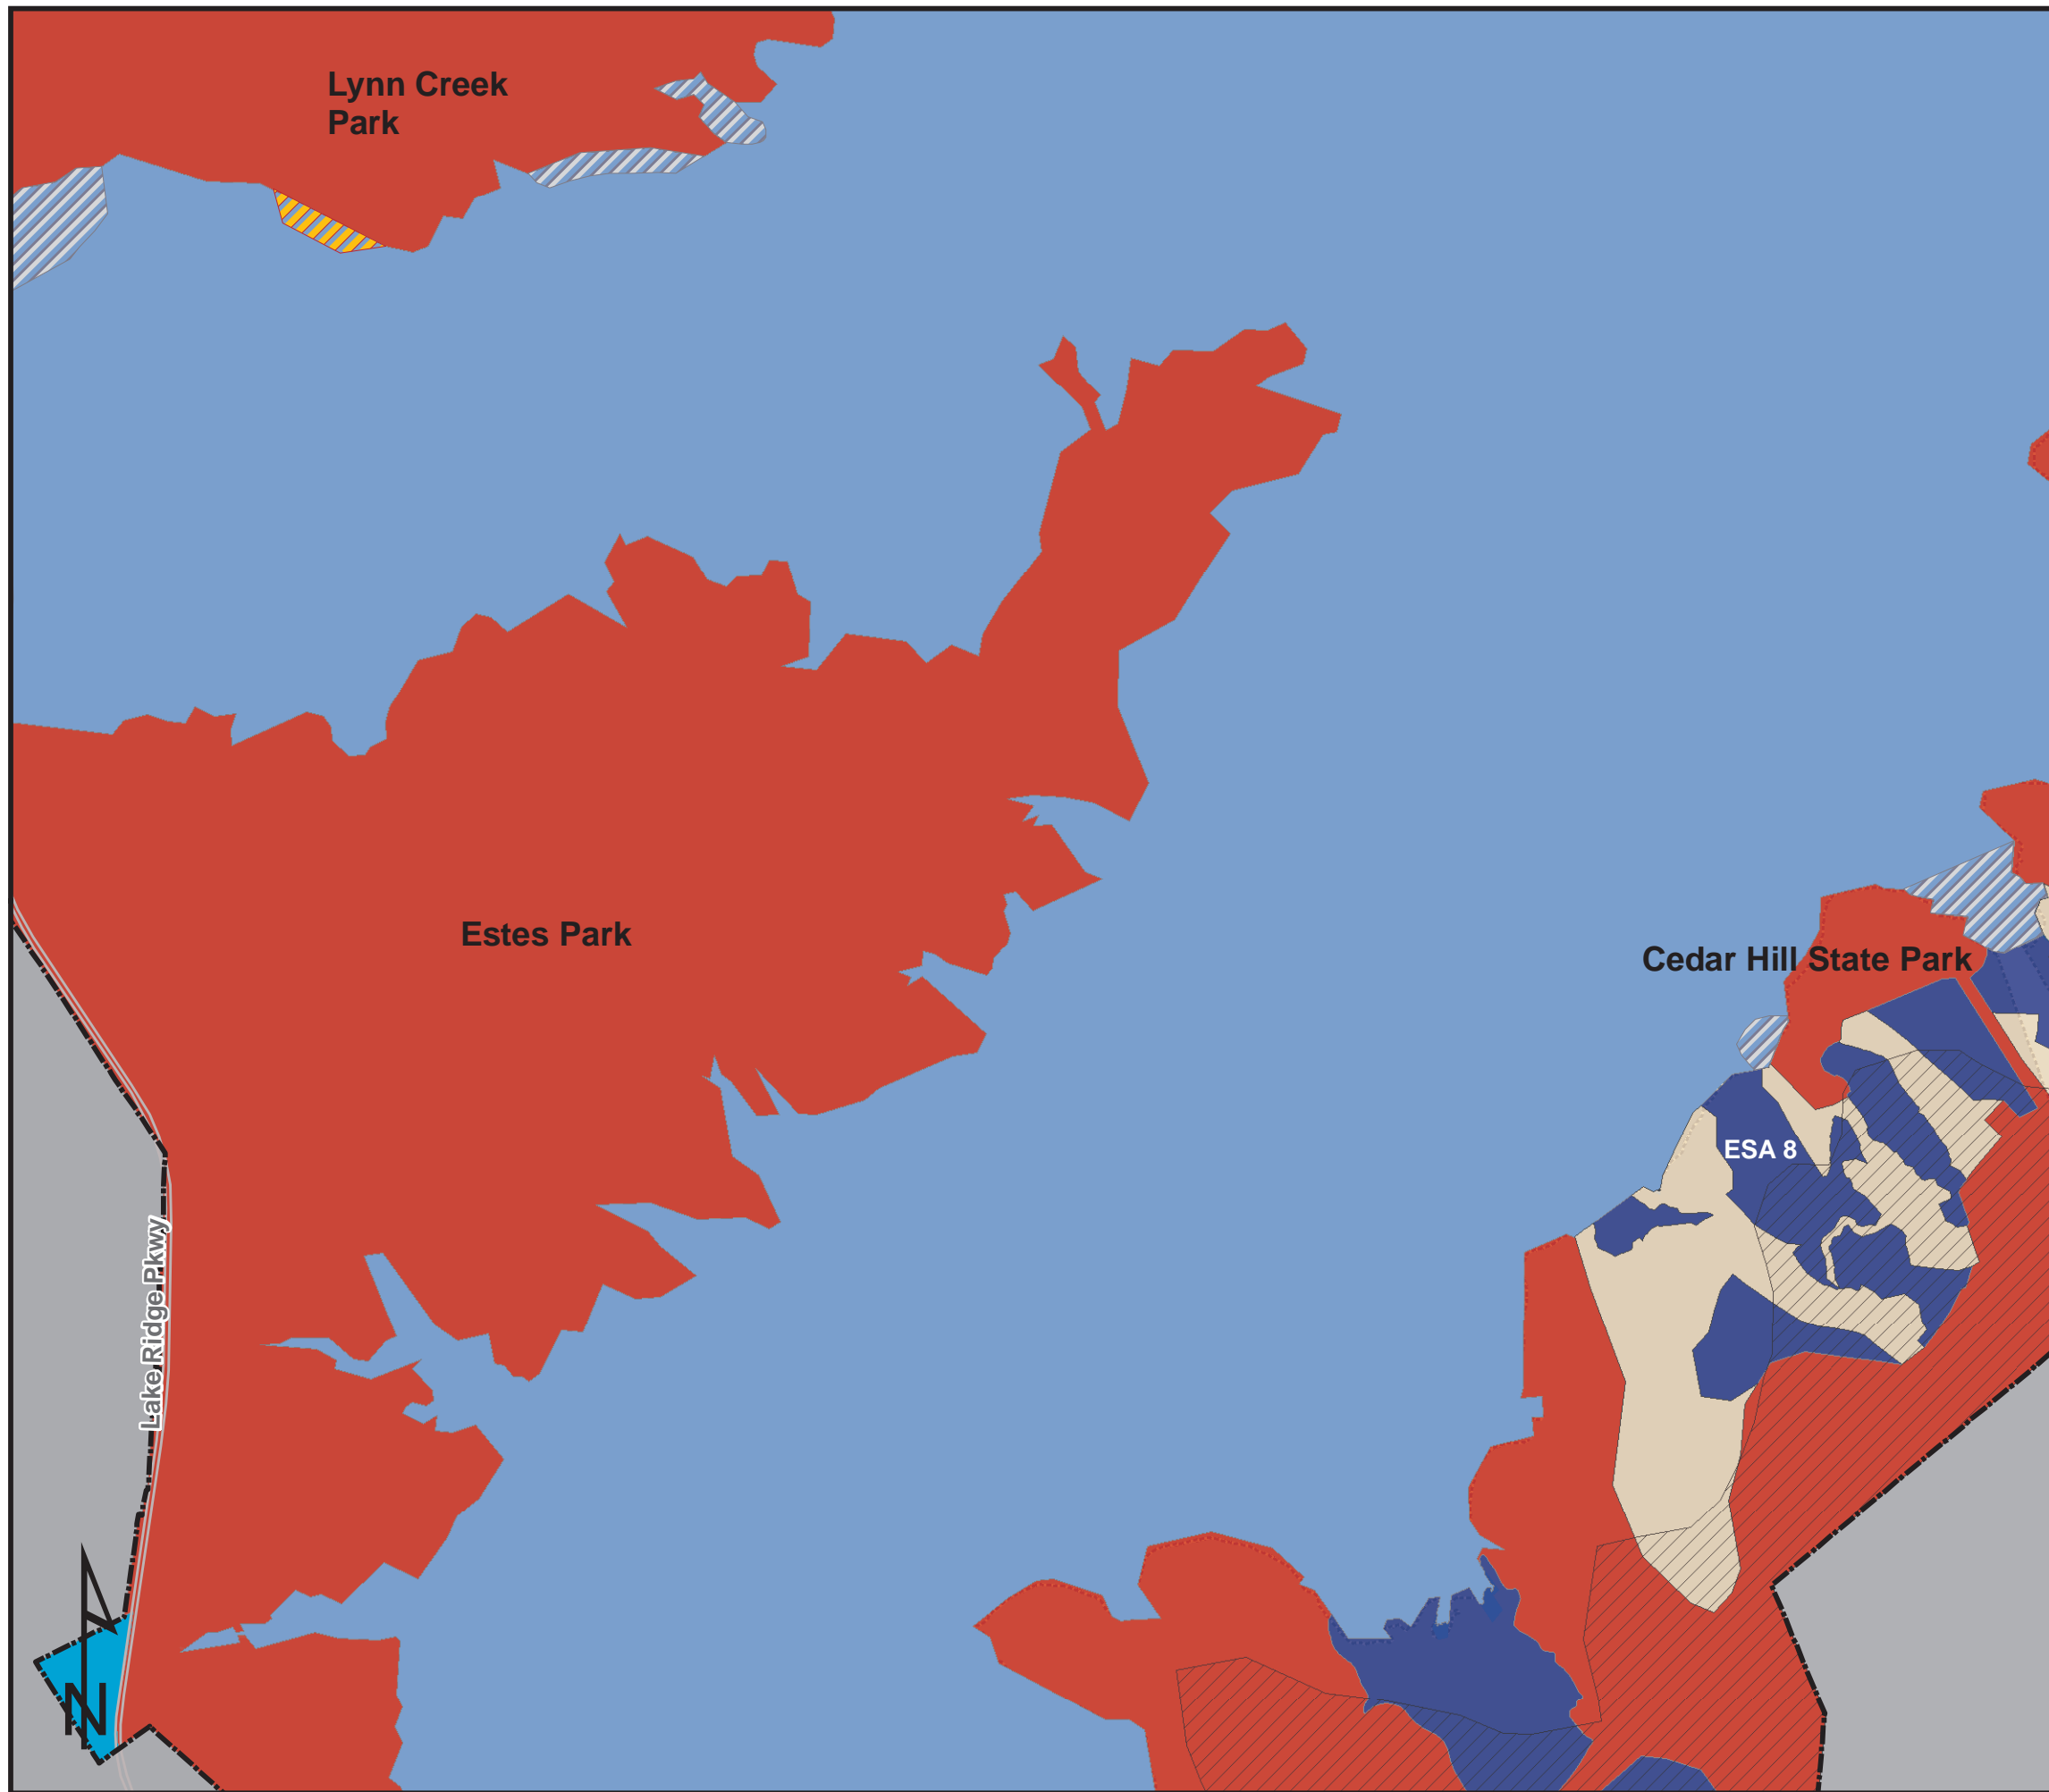 Lynn Creek
Park
Estes Park
Cedar Hill State Park
ESA 8
Lake Ridge Pkwy
N